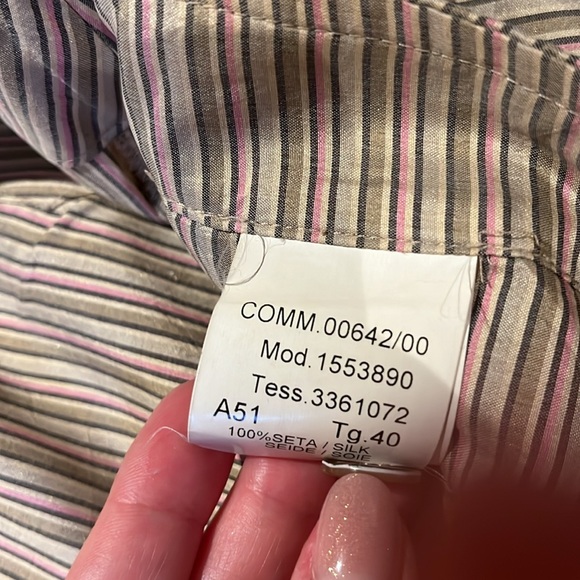 COMM.00642/00
Mod.1553890
Tess.3361072
A51 Tg.40
100%SETA/SILK
SEIDE/SOIE